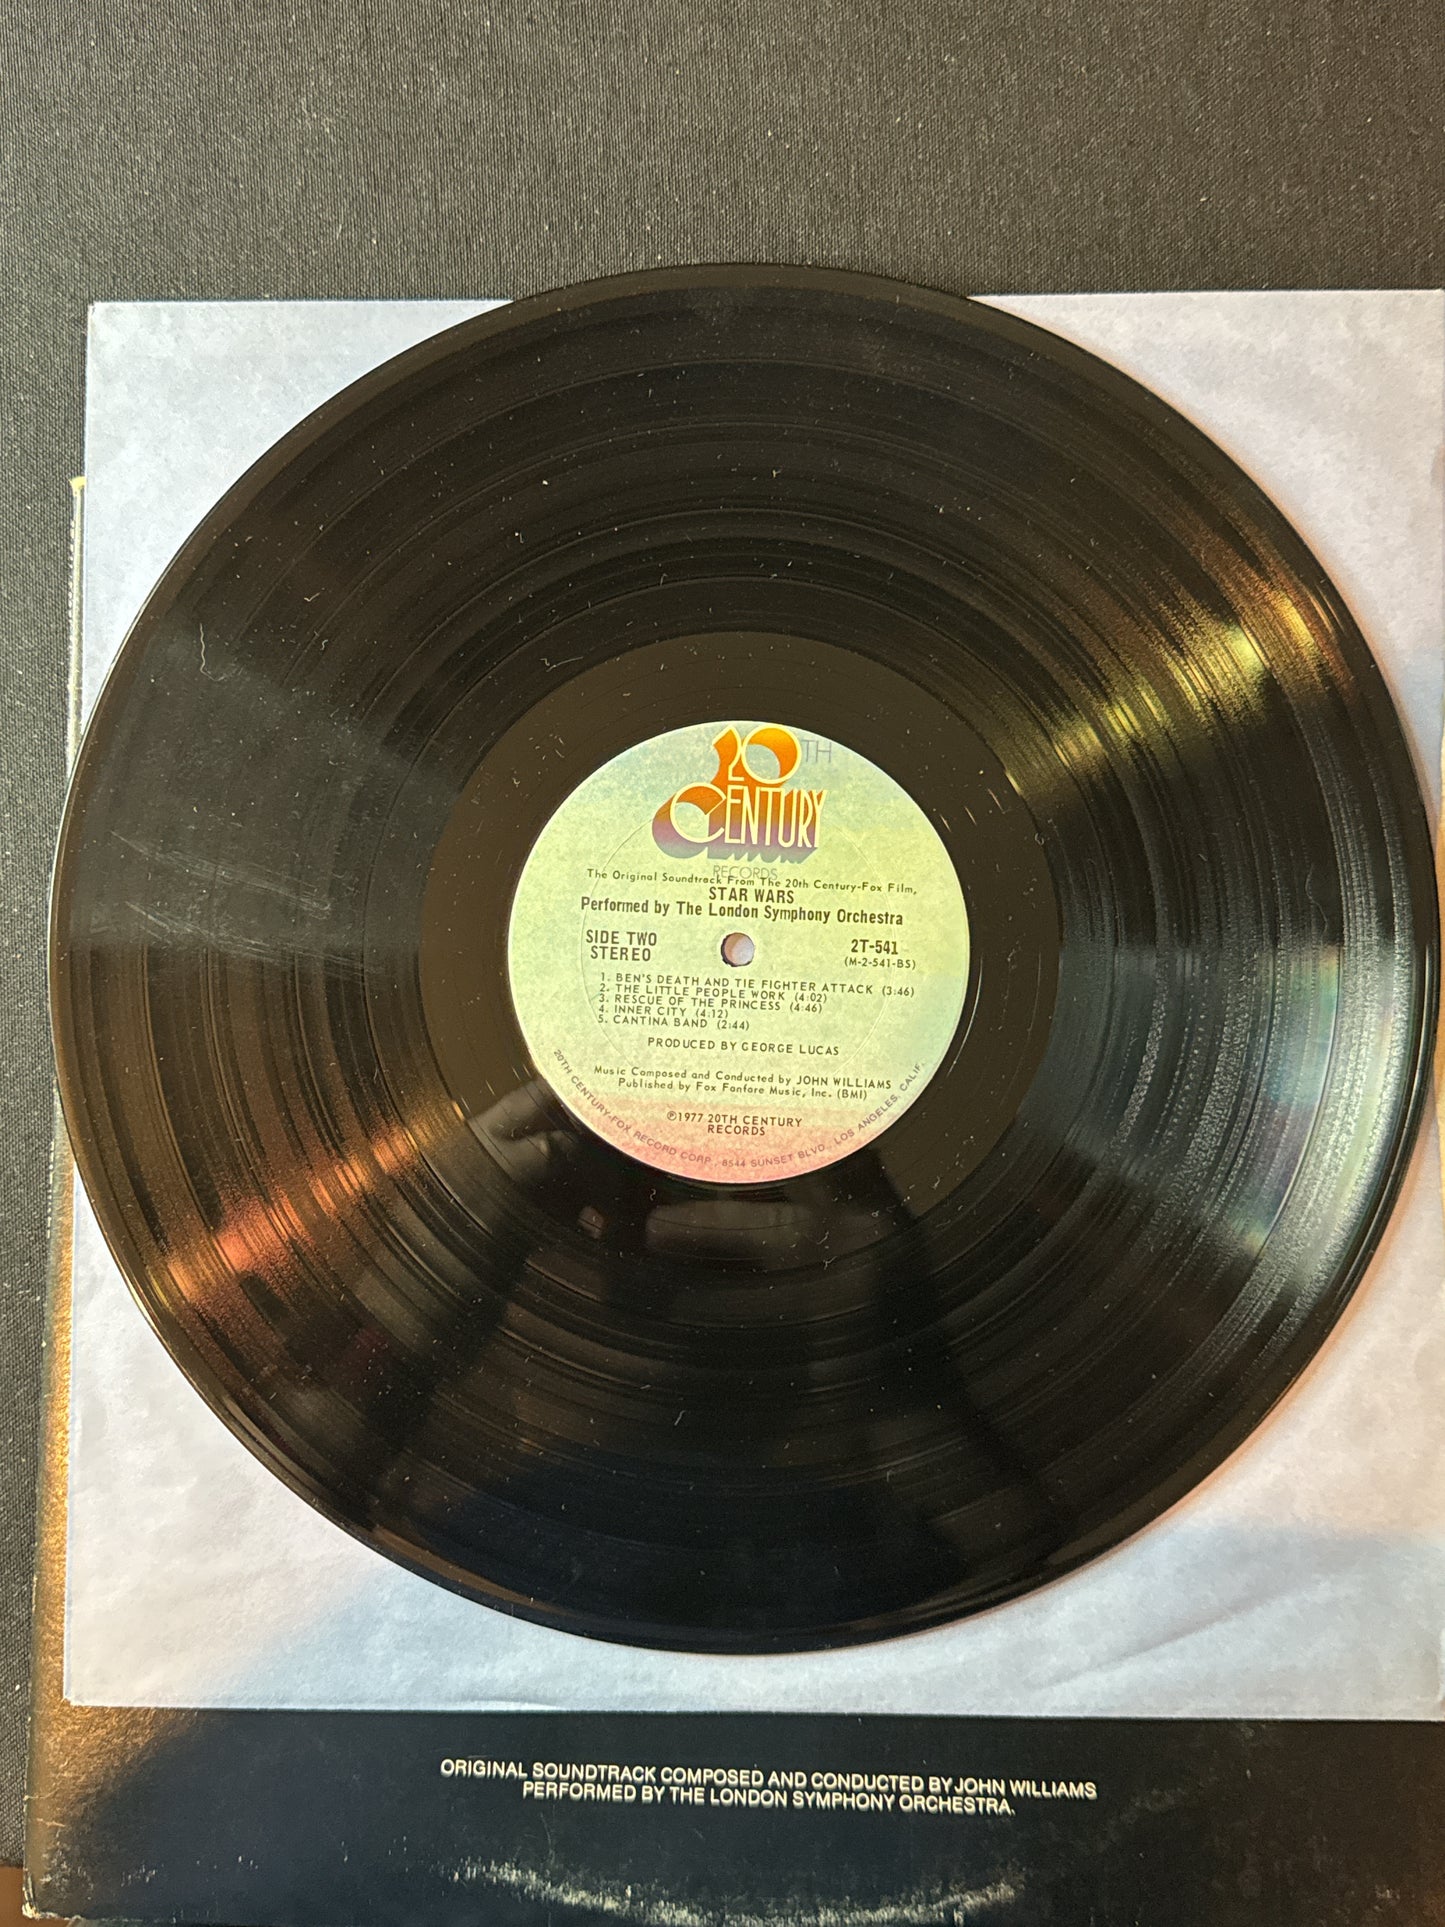 20TH
CENTURY
RECORDS
The Original Soundtrack From The 20th Century-Fox Film,
STAR WARS
Performed by The London Symphony Orchestra
SIDE TWO
STEREO
2T-541
(M-2-541-BS)
1. BEN'S DEATH AND TIE FIGHTER ATTACK (3:46)
2. THE LITTLE PEOPLE WORK (4:02)
3. RESCUE OF THE PRINCESS (4:46)
4. INNER CITY (4:12)
5. CANTINA BAND (2:44)
PRODUCED BY GEORGE LUCAS
Music Composed and Conducted by JOHN WILLIAMS
Published by Fox Fanfare Music, Inc. (BMI)
℗1977 20TH CENTURY
RECORDS
20TH CENTURY-FOX RECORD CORP., 8544 SUNSET BLVD., LOS ANGELES, CALIF.
ORIGINAL SOUNDTRACK COMPOSED AND CONDUCTED BY JOHN WILLIAMS
PERFORMED BY THE LONDON SYMPHONY ORCHESTRA.